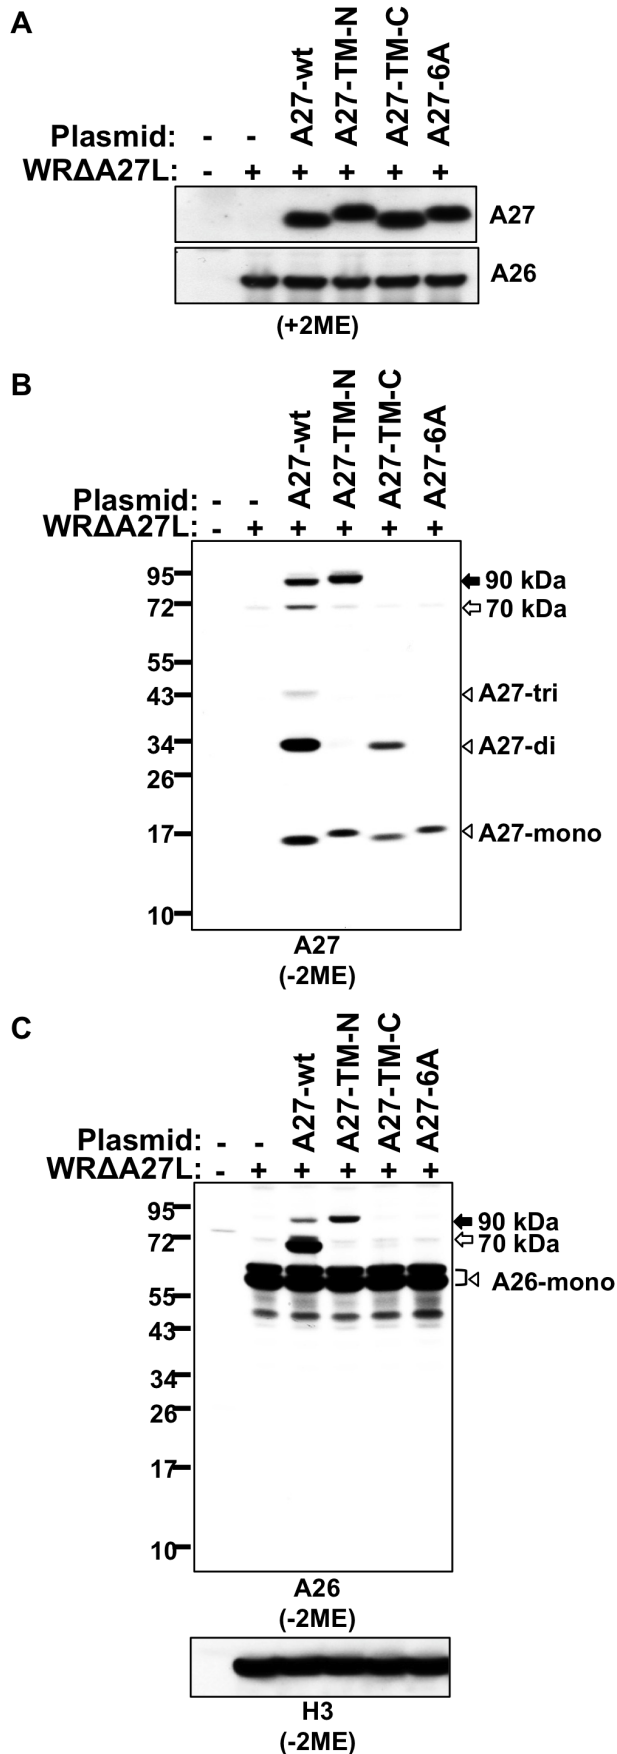 A
Plasmid: - - A27-wt A27-TM-N A27-TM-C A27-6A
WRΔA27L: - + + + + +
A27
A26
(+2ME)
B
Plasmid: - - A27-wt A27-TM-N A27-TM-C A27-6A
WRΔA27L: - + + + + +
95 90 kDa
72 70 kDa
55
43 A27-tri
34 A27-di
26
17 A27-mono
10
A27
(-2ME)
C
Plasmid: - - A27-wt A27-TM-N A27-TM-C A27-6A
WRΔA27L: - + + + + +
95 90 kDa
72 70 kDa
A26-mono
55
43
34
26
17
10
A26
(-2ME)
H3
(-2ME)